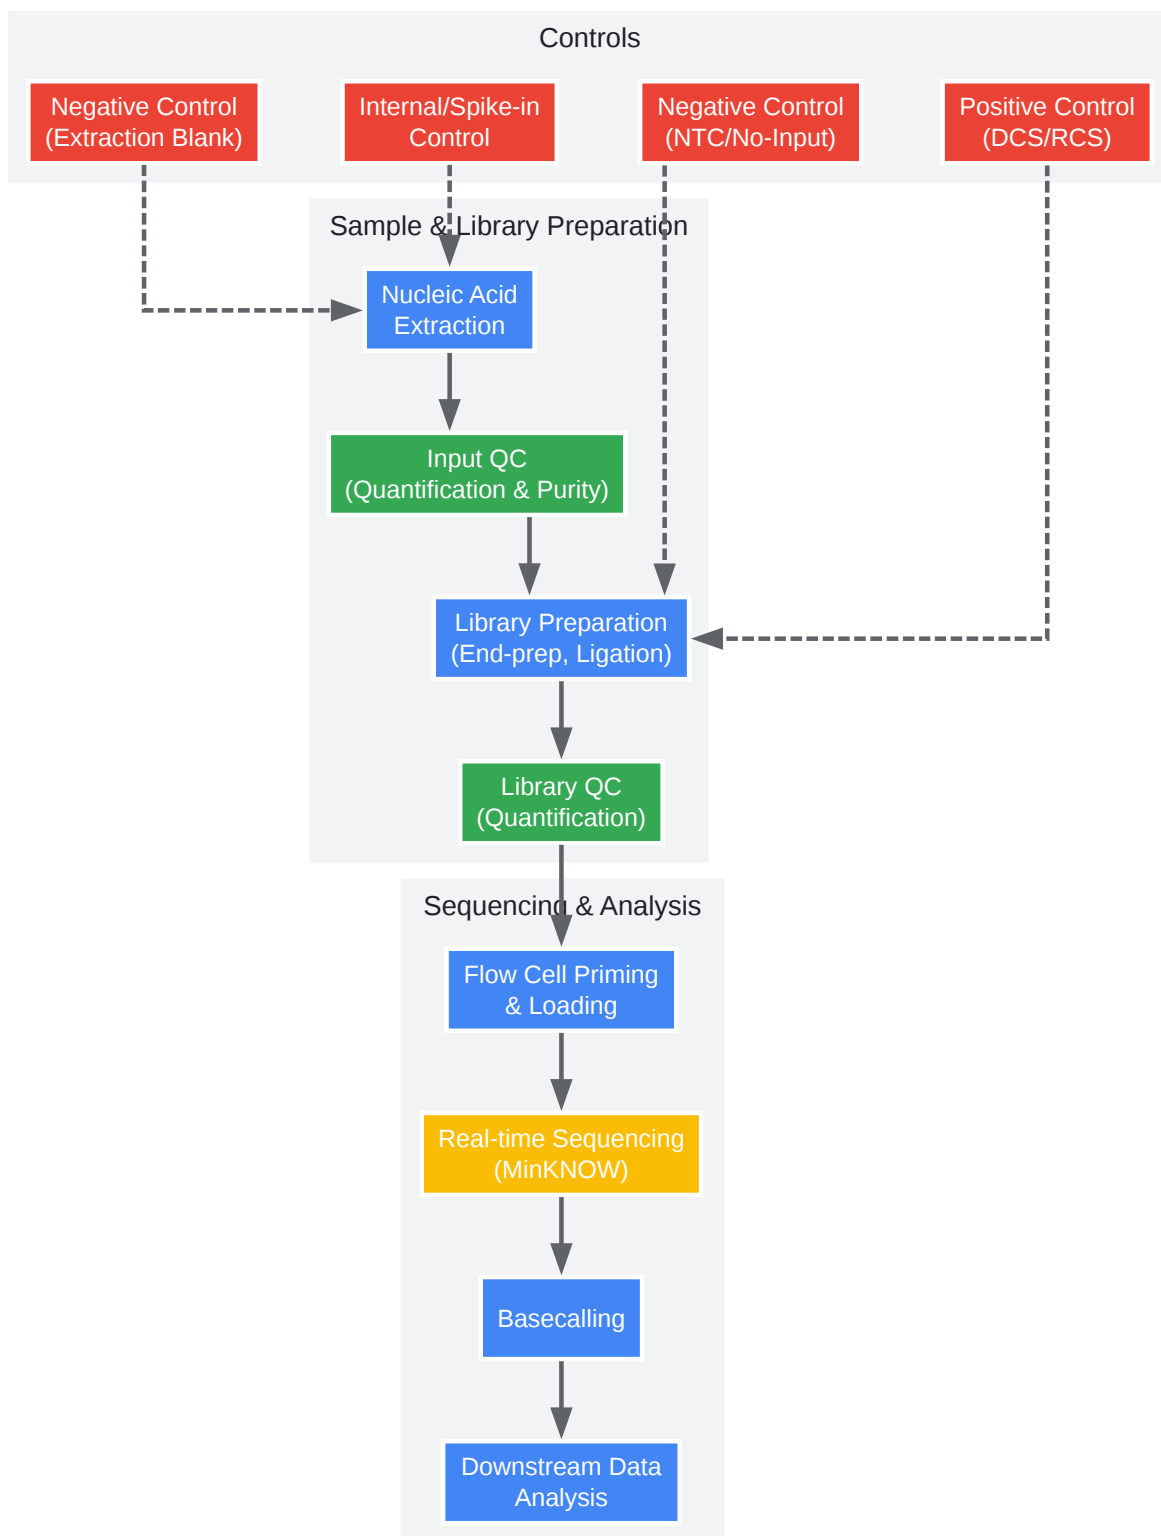 Controls
Negative Control
(Extraction Blank)
Internal/Spike-in
Control
Negative Control
(NTC/No-Input)
Positive Control
(DCS/RCS)
Sample & Library Preparation
Nucleic Acid
Extraction
Input QC
(Quantification & Purity)
Library Preparation
(End-prep, Ligation)
Library QC
(Quantification)
Sequencing & Analysis
Flow Cell Priming
& Loading
Real-time Sequencing
(MinKNOW)
Basecalling
Downstream Data
Analysis